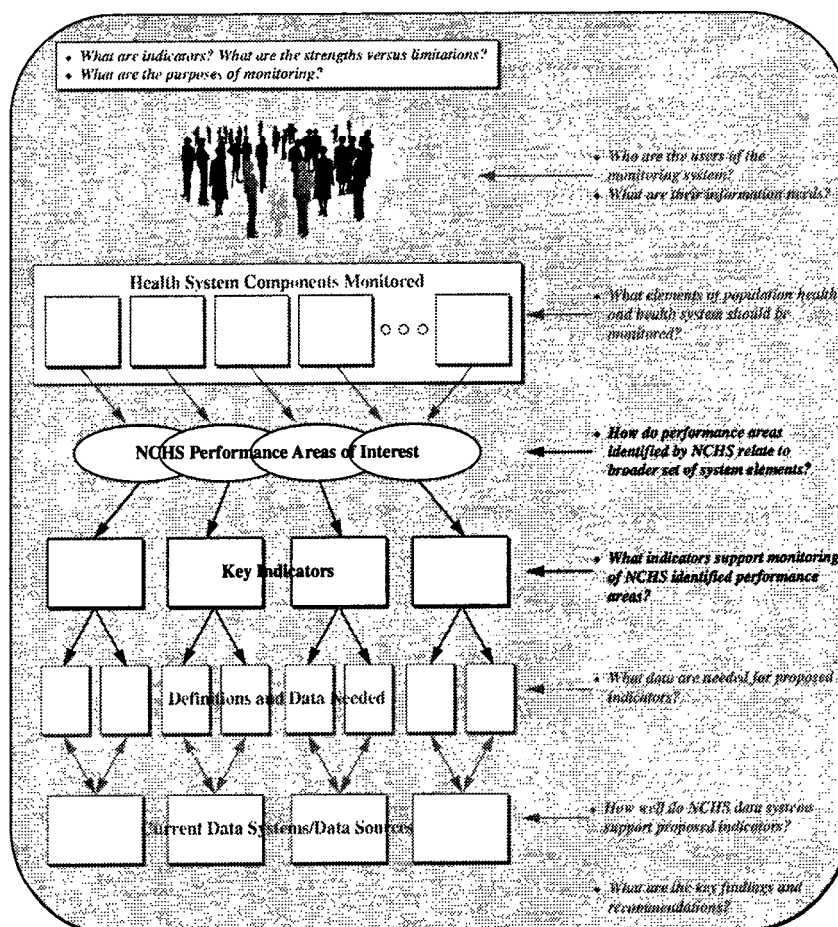 • What are indicators? What are the strengths versus limitations?
• What are the purposes of monitoring?
• Who are the users of the
monitoring system?
• What are their information needs?
Health System Components Monitored
• What elements of population health
and health system should be
monitored?
NCHS Performance Areas of Interest
• How do performance areas
identified by NCHS relate to
broader set of system elements?
Key Indicators
• What indicators support monitoring
of NCHS identified performance
areas?
Definitions and Data Needed
• What data are needed for proposed
indicators?
Current Data Systems/Data Sources
• How well do NCHS data systems
support proposed indicators?
• What are the key findings and
recommendations?